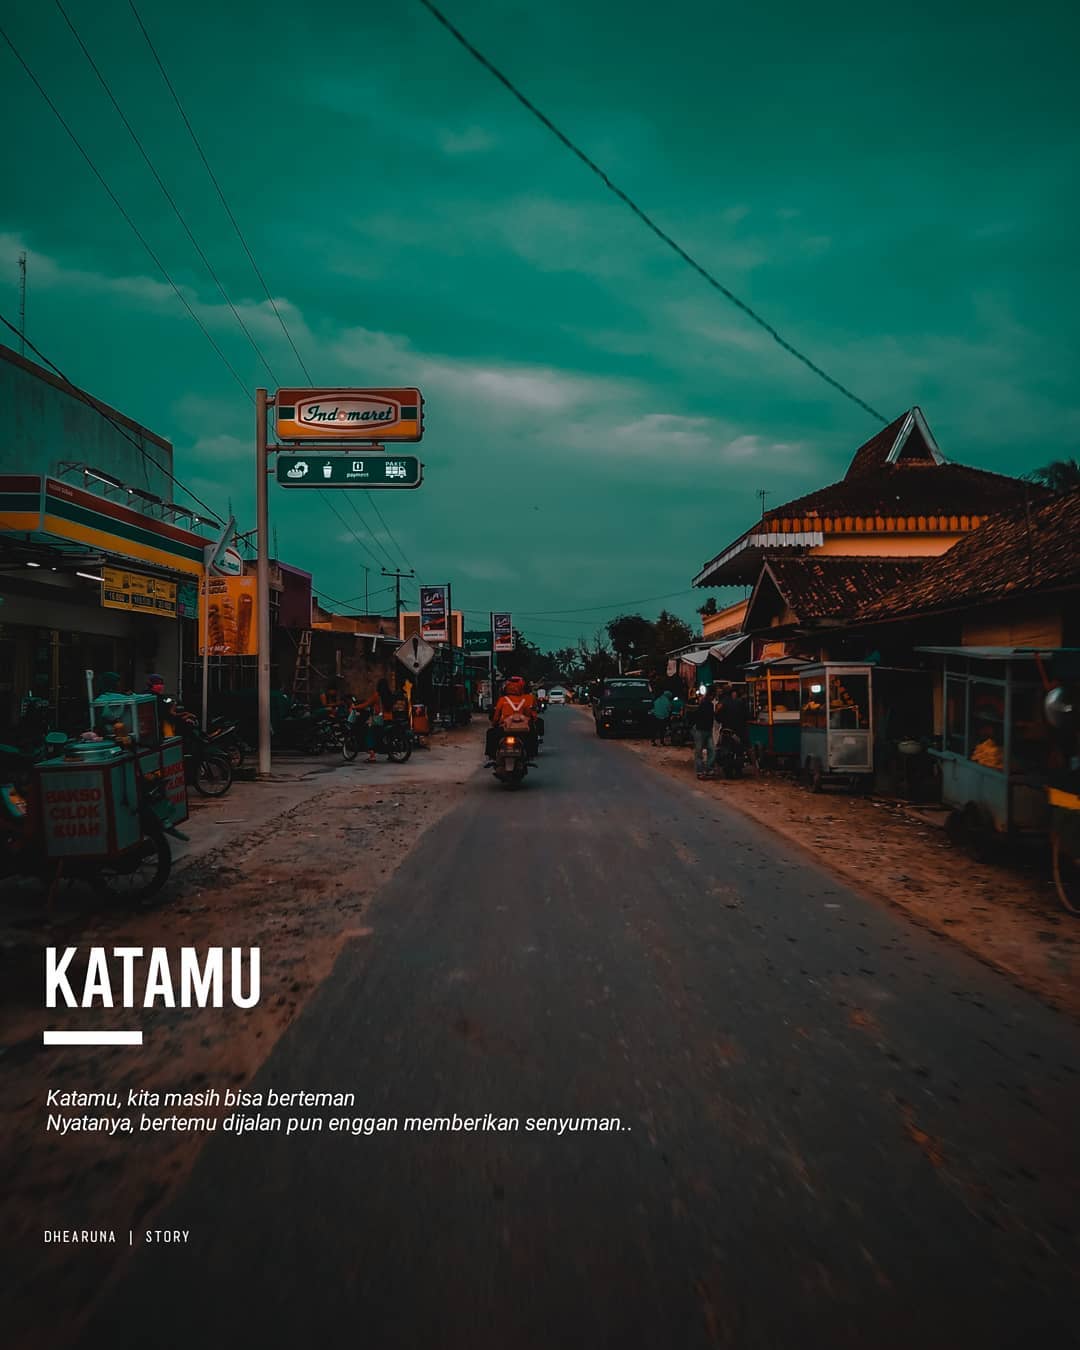 Indomaret
payment
PAKET
oppo
BAKSO
CILOK
KUAH
KATAMU
Katamu, kita masih bisa berteman
Nyatanya, bertemu dijalan pun enggan memberikan senyuman..
DHEARUNA | STORY